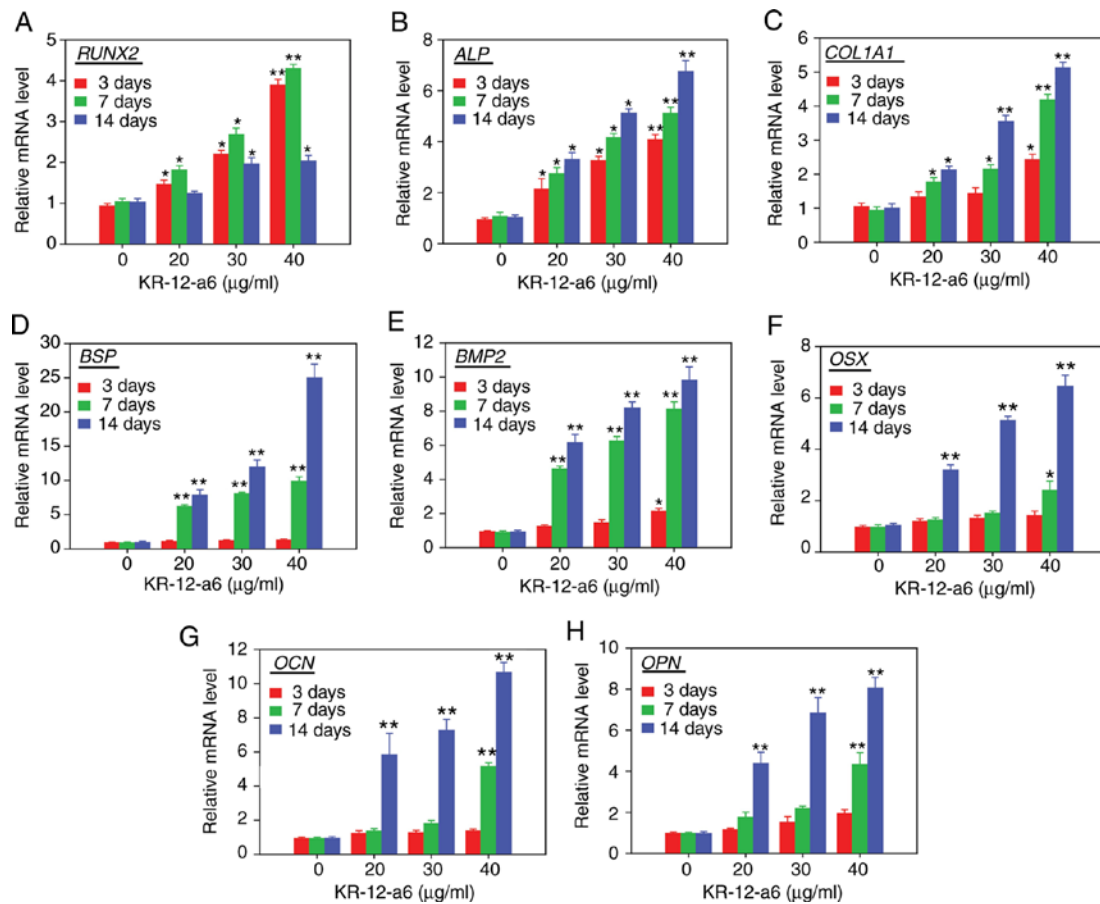 A
RUNX2
3 days
7 days
14 days
Relative mRNA level
5
4
3
2
1
0
* * * * * ** ** *
0 20 30 40
KR-12-a6 (μg/ml)
B
ALP
3 days
7 days
14 days
Relative mRNA level
8
6
4
2
0
* * * * * * ** ** **
0 20 30 40
KR-12-a6 (μg/ml)
C
COL1A1
3 days
7 days
14 days
Relative mRNA level
6
5
4
3
2
1
0
* * * ** * ** **
0 20 30 40
KR-12-a6 (μg/ml)
D
BSP
3 days
7 days
14 days
Relative mRNA level
30
25
20
15
10
5
0
** ** ** ** ** **
0 20 30 40
KR-12-a6 (μg/ml)
E
BMP2
3 days
7 days
14 days
Relative mRNA level
12
10
8
6
4
2
0
** ** ** ** * ** **
0 20 30 40
KR-12-a6 (μg/ml)
F
OSX
3 days
7 days
14 days
Relative mRNA level
8
6
4
2
0
** ** * **
0 20 30 40
KR-12-a6 (μg/ml)
G
OCN
3 days
7 days
14 days
Relative mRNA level
12
10
8
6
4
2
0
** ** ** **
0 20 30 40
KR-12-a6 (μg/ml)
H
OPN
3 days
7 days
14 days
Relative mRNA level
10
8
6
4
2
0
** ** ** **
0 20 30 40
KR-12-a6 (μg/ml)